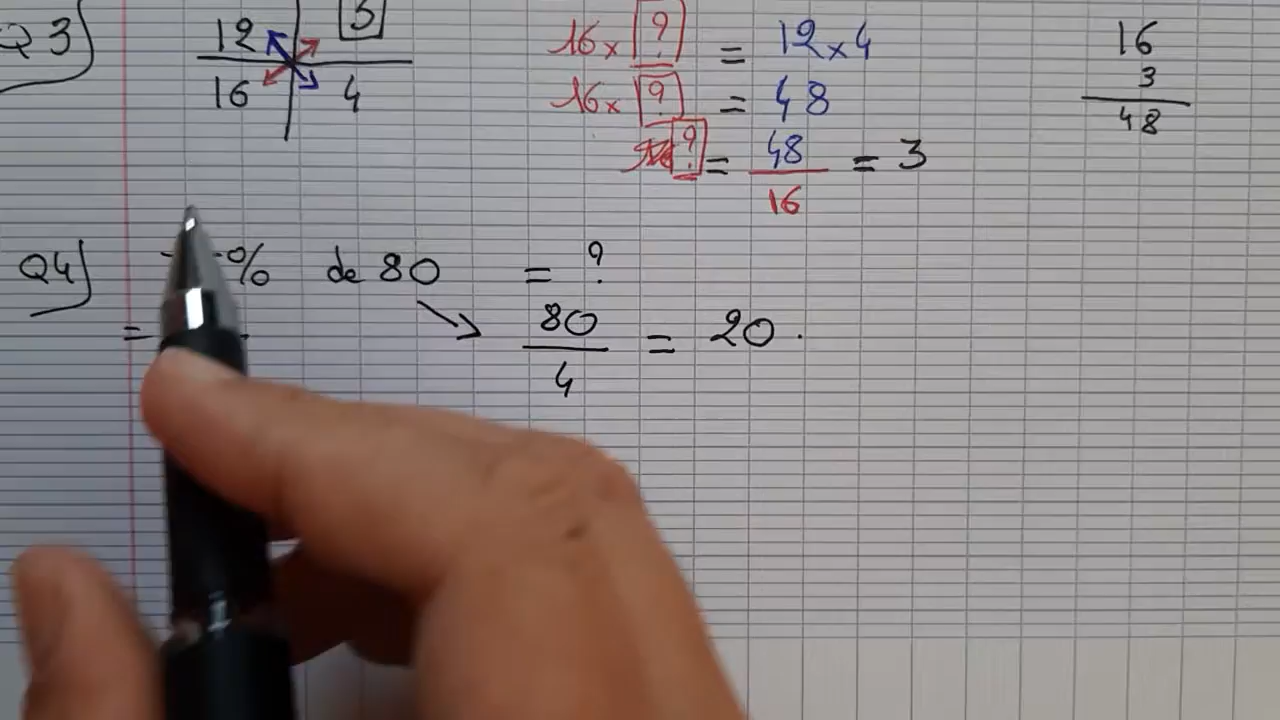 Q3) 12 3 16 × ? = 12 × 4 16
16 4 16 × ? = 48 3
? = 48/16 = 3 48
Q4) % de 80 = ?
= 80/4 = 20.